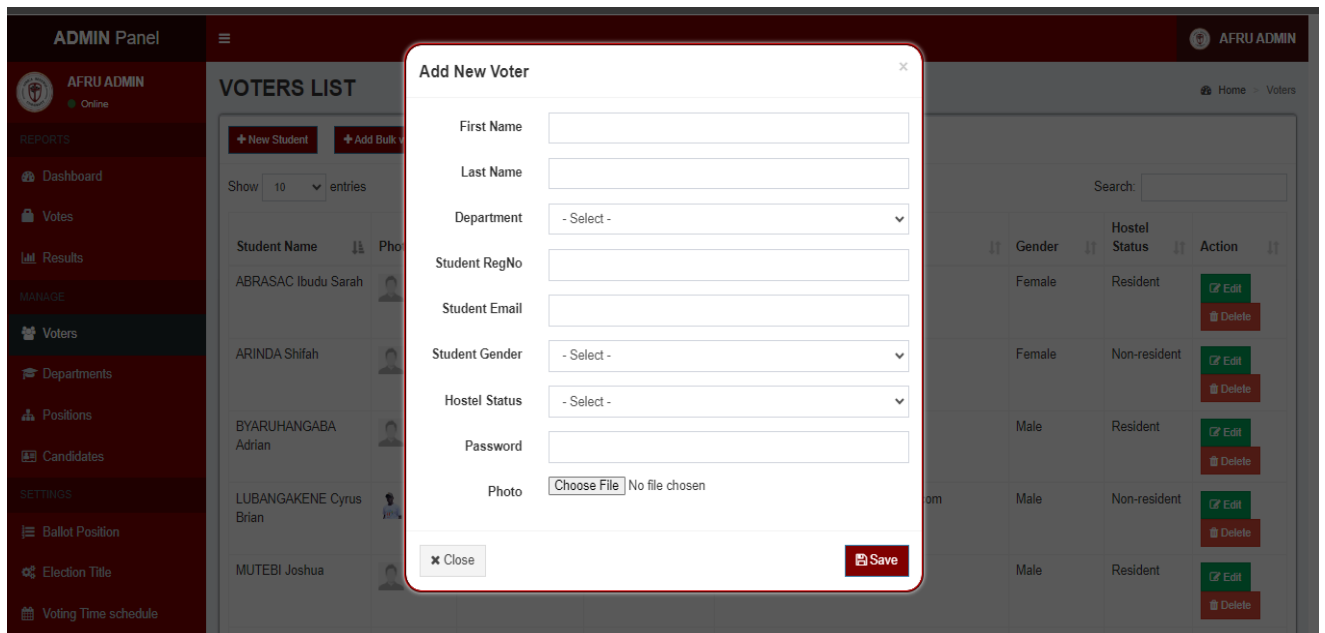 ADMIN Panel
AFRU ADMIN
AFRU ADMIN
Online
REPORTS
Dashboard
Votes
Results
MANAGE
Voters
Departments
Positions
Candidates
SETTINGS
Ballot Position
Election Title
Voting Time schedule
VOTERS LIST
Home > Voters
New Student
Add Bulk v
Show 10 entries
Search:
Student Name
Phot
Gender
Hostel
Status
Action
ABRASAC Ibudu Sarah
Female
Resident
Edit
Delete
ARINDA Shifah
Female
Non-resident
Edit
Delete
BYARUHANGABA
Adrian
Male
Resident
Edit
Delete
LUBANGAKENE Cyrus
Brian
om
Male
Non-resident
Edit
Delete
MUTEBI Joshua
Male
Resident
Edit
Delete
Add New Voter
×
First Name
Last Name
Department
- Select -
Student RegNo
Student Email
Student Gender
- Select -
Hostel Status
- Select -
Password
Photo
Choose File No file chosen
Close
Save